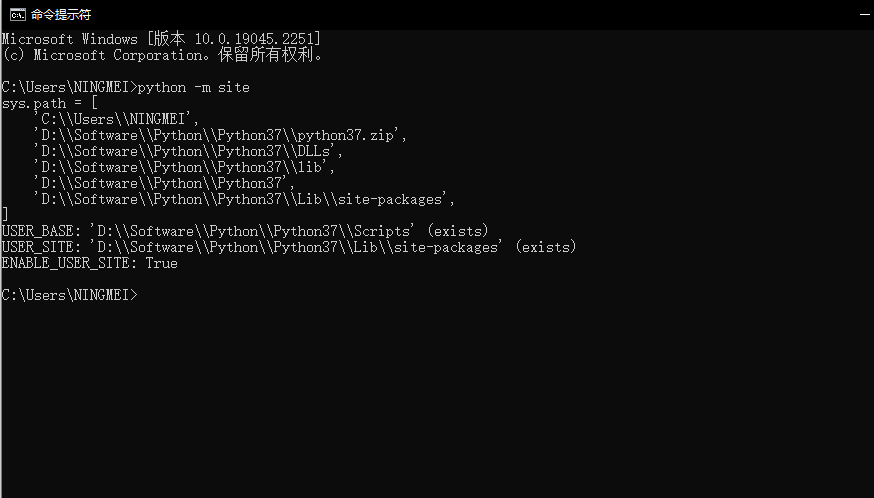 命令提示符
Microsoft Windows [版本 10.0.19045.2251]
(c) Microsoft Corporation。保留所有权利。
C:\Users\NINGMEI>python -m site
sys.path = [
    'C:\\Users\\NINGMEI',
    'D:\\Software\\Python\\Python37\\python37.zip',
    'D:\\Software\\Python\\Python37\\DLLs',
    'D:\\Software\\Python\\Python37\\lib',
    'D:\\Software\\Python\\Python37',
    'D:\\Software\\Python\\Python37\\Lib\\site-packages',
]
USER_BASE: 'D:\\Software\\Python\\Python37\\Scripts' (exists)
USER_SITE: 'D:\\Software\\Python\\Python37\\Lib\\site-packages' (exists)
ENABLE_USER_SITE: True
C:\Users\NINGMEI>